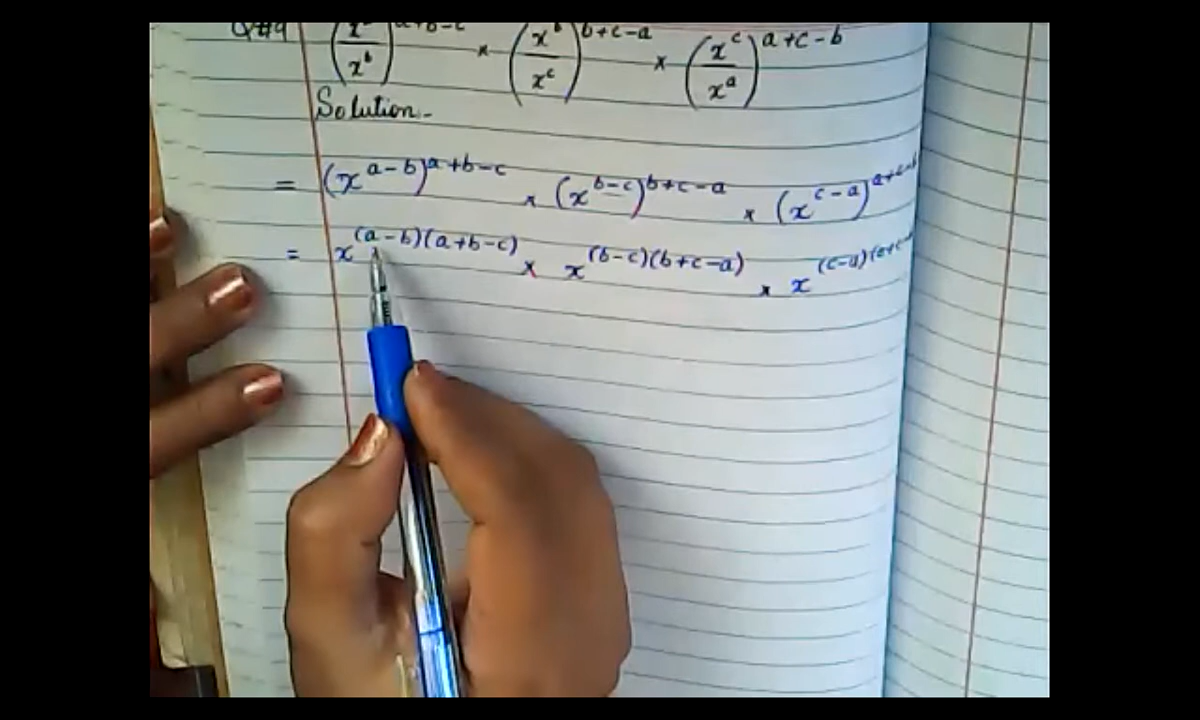 Q#9 (x^a/x^b)^a+b-c × (x^b/x^c)^b+c-a × (x^c/x^a)^a+c-b
Solution-
= (x^a-b)^a+b-c × (x^b-c)^b+c-a × (x^c-a)^a+c-b
= x^(a-b)(a+b-c) × x^(b-c)(b+c-a) × x^(c-a)(a+c-